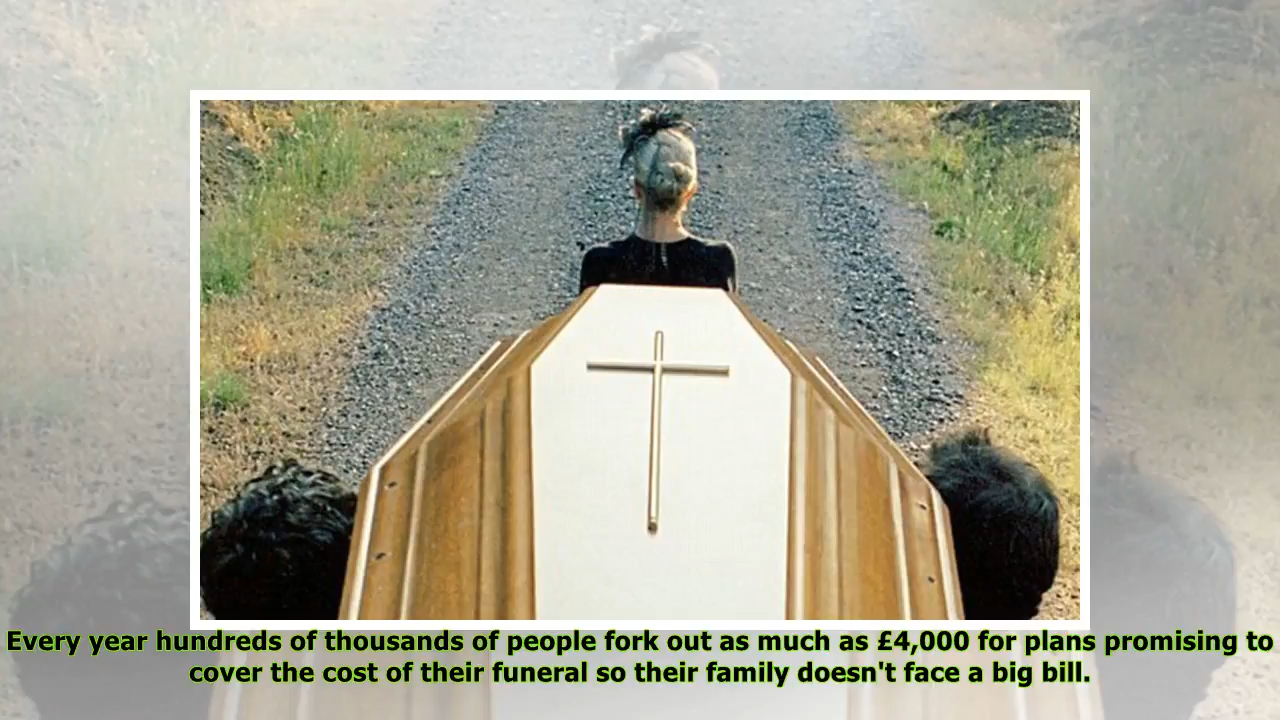 Every year hundreds of thousands of people fork out as much as £4,000 for plans promising to
cover the cost of their funeral so their family doesn't face a big bill.